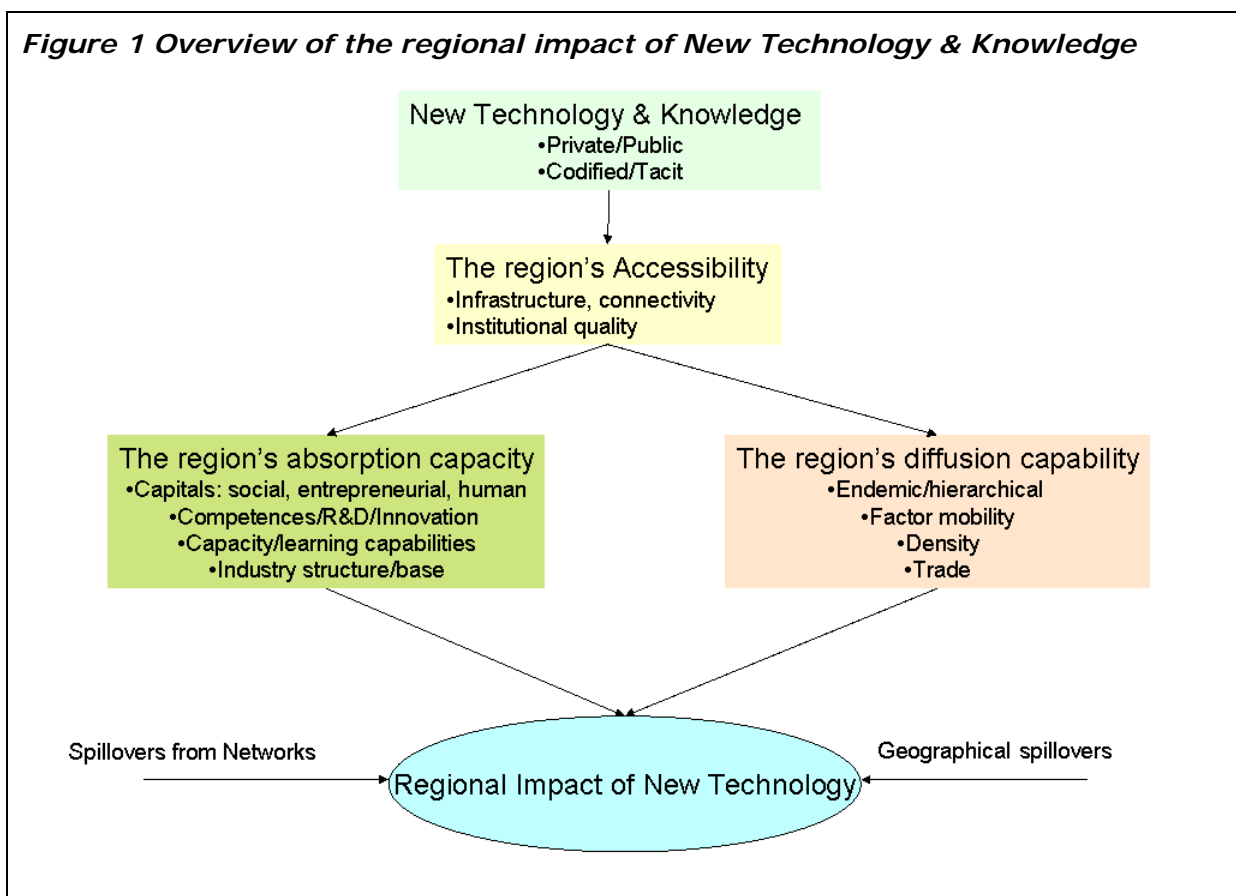 Figure 1 Overview of the regional impact of New Technology & Knowledge
New Technology & Knowledge
•Private/Public
•Codified/Tacit
The region's Accessibility
•Infrastructure, connectivity
•Institutional quality
The region's absorption capacity
•Capitals: social, entrepreneurial, human
•Competences/R&D/Innovation
•Capacity/learning capabilities
•Industry structure/base
The region's diffusion capability
•Endemic/hierarchical
•Factor mobility
•Density
•Trade
Spillovers from Networks
Geographical spillovers
Regional Impact of New Technology